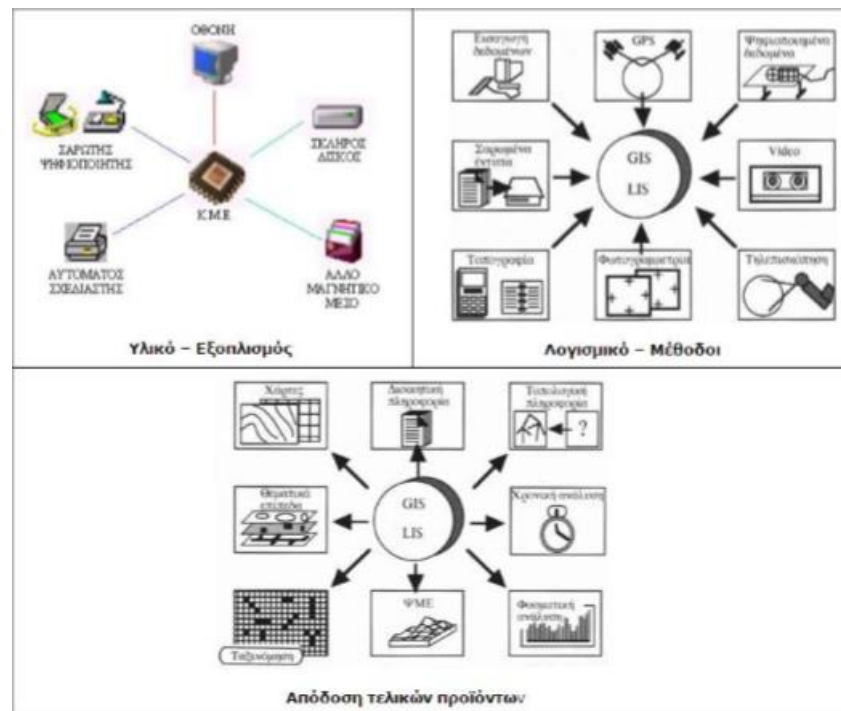 ΟΘΟΝΗ
ΣΑΡΩΤΗΣ
ΨΗΦΙΟΠΟΙΗΤΗΣ
ΣΚΛΗΡΟΣ
ΔΙΣΚΟΣ
Κ.Μ.Ε
ΑΥΤΟΜΑΤΟΣ
ΣΧΕΔΙΑΣΤΗΣ
ΑΛΛΟ
ΜΑΓΝΗΤΙΚΟ
ΜΕΣΟ
Υλικό – Εξοπλισμός
Εισαγωγή
δεδομένων
GPS
Ψηφιοποιημένα
δεδομένα
Σαρωμένα
έντυπα
GIS
LIS
Video
Τοπογραφία
Φωτογραμμετρία
Τηλεπισκόπηση
Λογισμικό – Μέθοδοι
Χάρτες
Διοικητική
πληροφορία
Τοπολογική
πληροφορία
?
Θεματικά
επίπεδα
GIS
LIS
Χρονική ανάλυση
Ταξινόμηση
ΨΜΕ
Φασματική
ανάλυση
Απόδοση τελικών προϊόντων